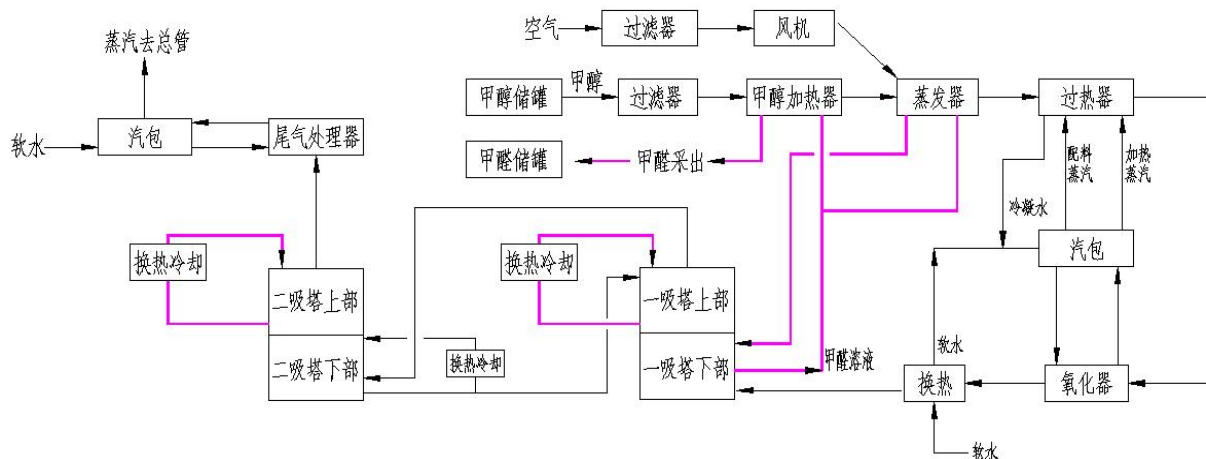 空气
过滤器
风机
蒸汽去总管
甲醇储罐
甲醇
过滤器
甲醇加热器
蒸发器
过热器
软水
汽包
尾气处理器
甲醛储罐
甲醛采出
配料
蒸汽
加热
蒸汽
冷凝水
换热冷却
换热冷却
汽包
二吸塔上部
一吸塔上部
二吸塔下部
换热冷却
一吸塔下部
甲醛溶液
软水
换热
氧化器
软水